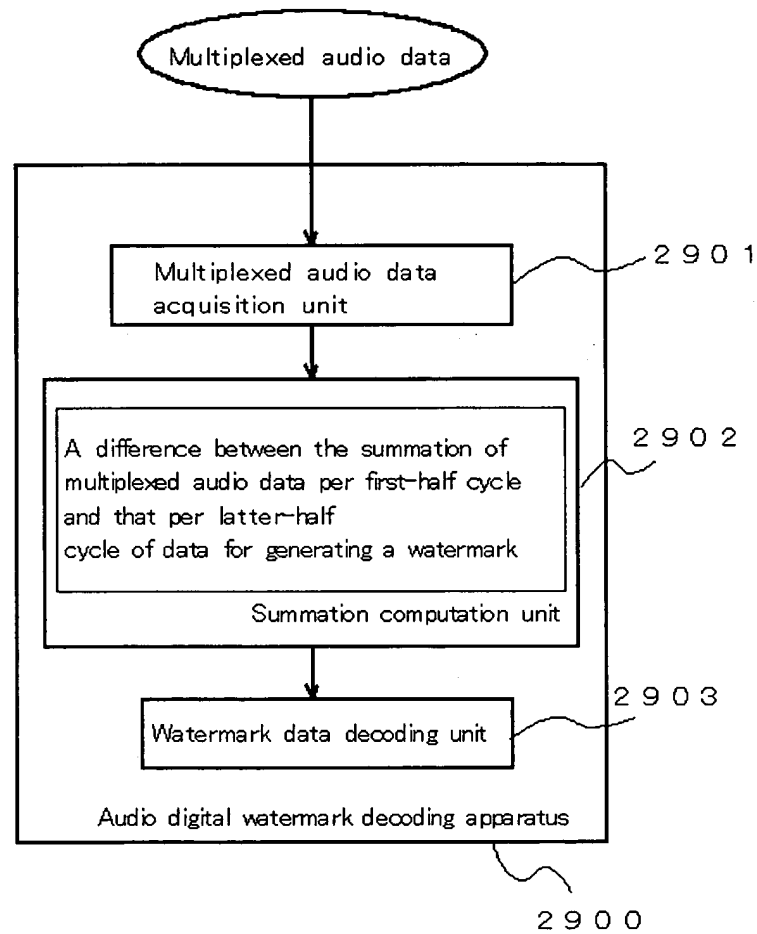 Multiplexed audio data
2901
Multiplexed audio data
acquisition unit
2902
A difference between the summation of
multiplexed audio data per first-half cycle
and that per latter-half
cycle of data for generating a watermark
Summation computation unit
2903
Watermark data decoding unit
Audio digital watermark decoding apparatus
2900